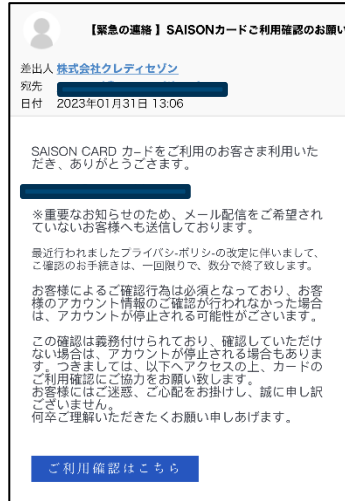 【緊急の連絡 】SAISONカードご利用確認のお願い
差出人 株式会社クレディセゾン
宛先
日付 2023年01月31日 13:06
SAISON CARD カードをご利用のお客さま利用いた
だき、ありがとうごさます。
※重要なお知らせのため、メール配信をご希望され
ていないお客様へも送信しております。
最近行われましたプライバシ-ポリシ-の改定に伴いまして、
こ確認のお手続きは、一回限りで、数分で終了致します。
お客様によるご確認行為は必須となっており、お客
様のアカウント情報のご確認が行われなかった場合
は、アカウントが停止される可能性がごさいます。
この確認は義務付けられており、確認していただけ
ない場合は、アカウントが停止される場合もありま
す。つきましては、以下へアクセスの上、カードの
ご利用確認にご協力をお願い致します。
お客様にはご迷惑、ご心配をお掛けし、誠に申し訳
ございません。
何卒ご理解いただきたくお願い申しあげます。
ご利用確認はこちら